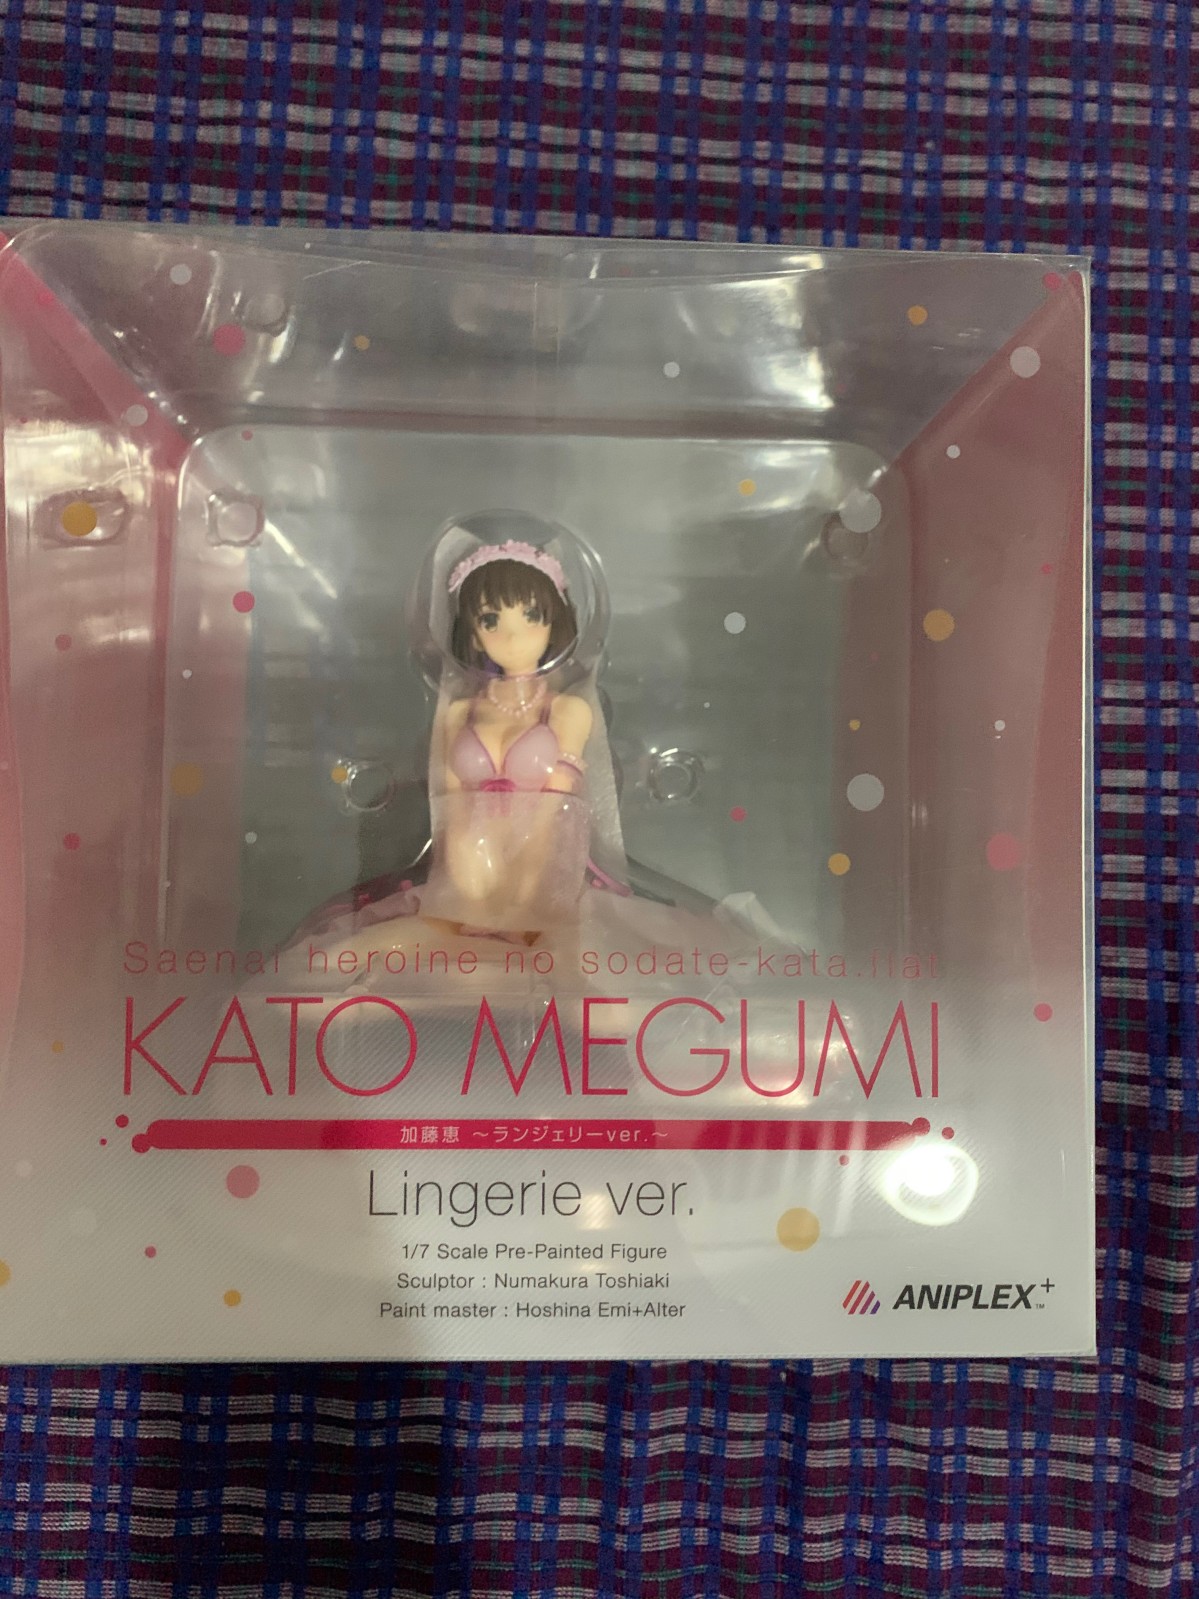 Saenai heroine no sodate-kata.flat
KATO MEGUMI
加藤恵 ～ランジェリーver.～
Lingerie ver.
1/7 Scale Pre-Painted Figure
Sculptor : Numakura Toshiaki
Paint master : Hoshina Emi+Alter
ANIPLEX+™